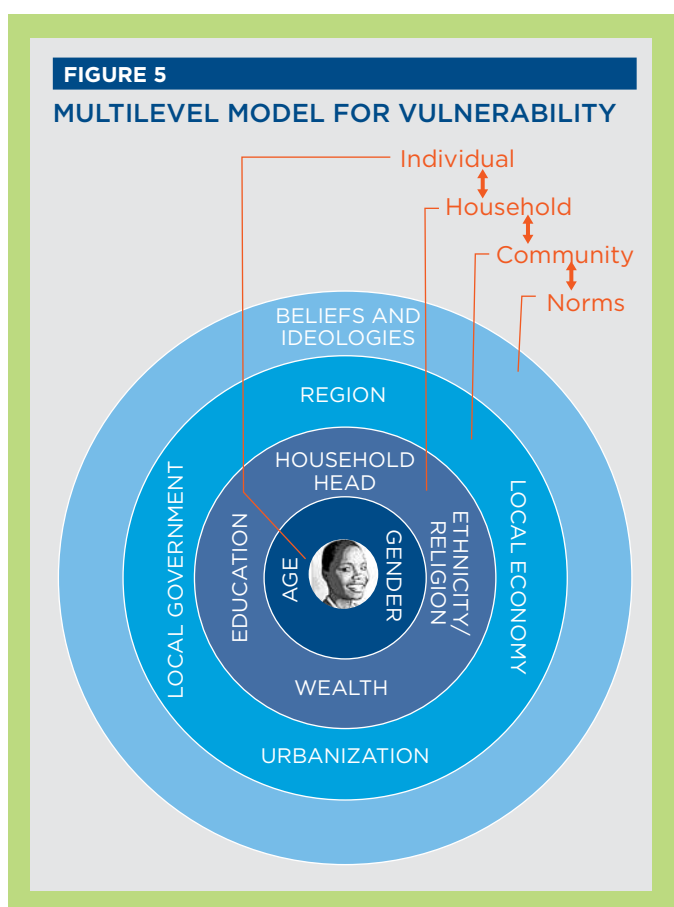 FIGURE 5
MULTILEVEL MODEL FOR VULNERABILITY
Individual
Household
Community
Norms
BELIEFS AND
IDEOLOGIES
REGION
HOUSEHOLD
HEAD
LOCAL GOVERNMENT
EDUCATION
AGE
GENDER
ETHNICITY/
RELIGION
LOCAL ECONOMY
WEALTH
URBANIZATION